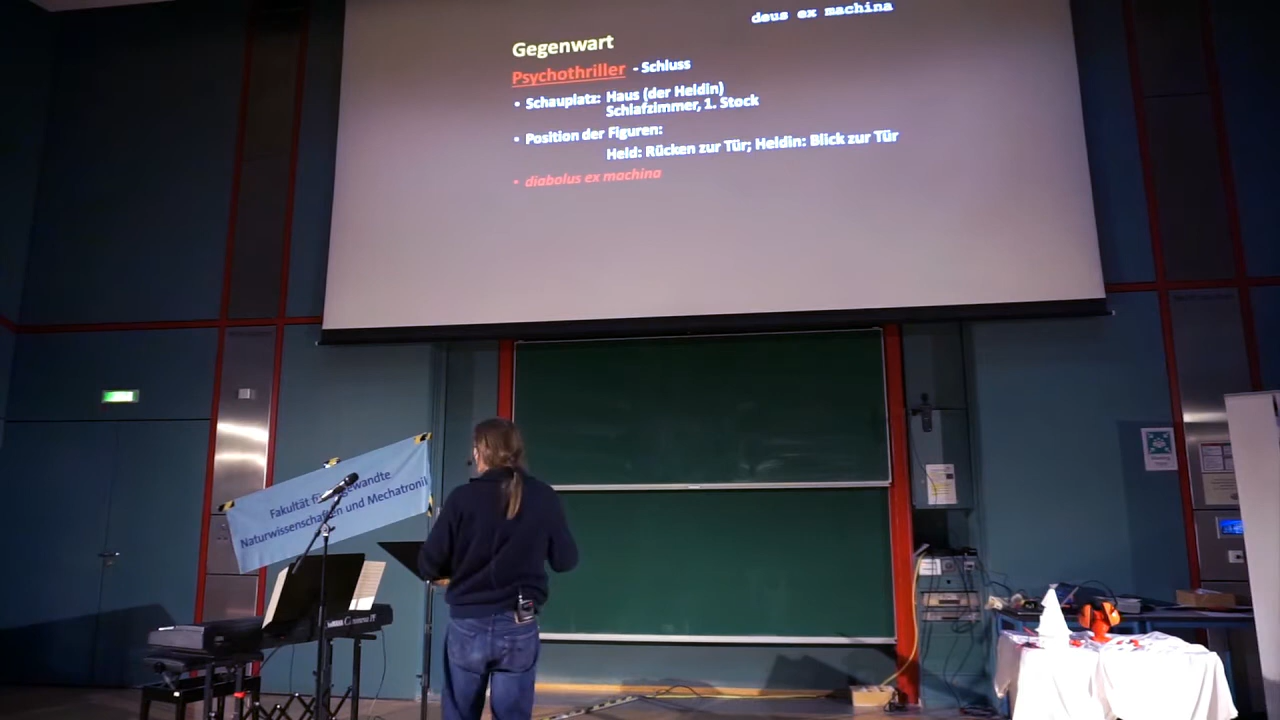 deus ex machina
Gegenwart
Psychothriller - Schluss
• Schauplatz: Haus (der Heldin)
Schlafzimmer, 1. Stock
• Position der Figuren:
Held: Rücken zur Tür; Heldin: Blick zur Tür
• diabolus ex machina
Fakultät gewandte
Naturwissenschaften und Mechatronik